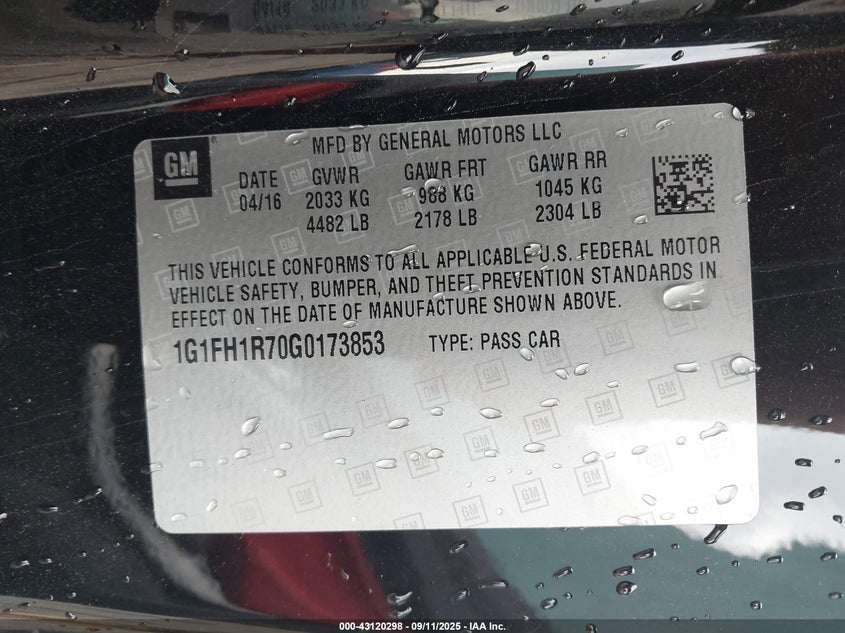 GM
MFD BY GENERAL MOTORS LLC
DATE GVWR GAWR FRT GAWR RR
04/16 2033 KG 988 KG 1045 KG
4482 LB 2178 LB 2304 LB
THIS VEHICLE CONFORMS TO ALL APPLICABLE U.S. FEDERAL MOTOR
VEHICLE SAFETY, BUMPER, AND THEFT PREVENTION STANDARDS IN
EFFECT ON THE DATE OF MANUFACTURE SHOWN ABOVE.
1G1FH1R70G0173853 TYPE: PASS CAR
000-43120298 - 09/11/2025 - IAA Inc.